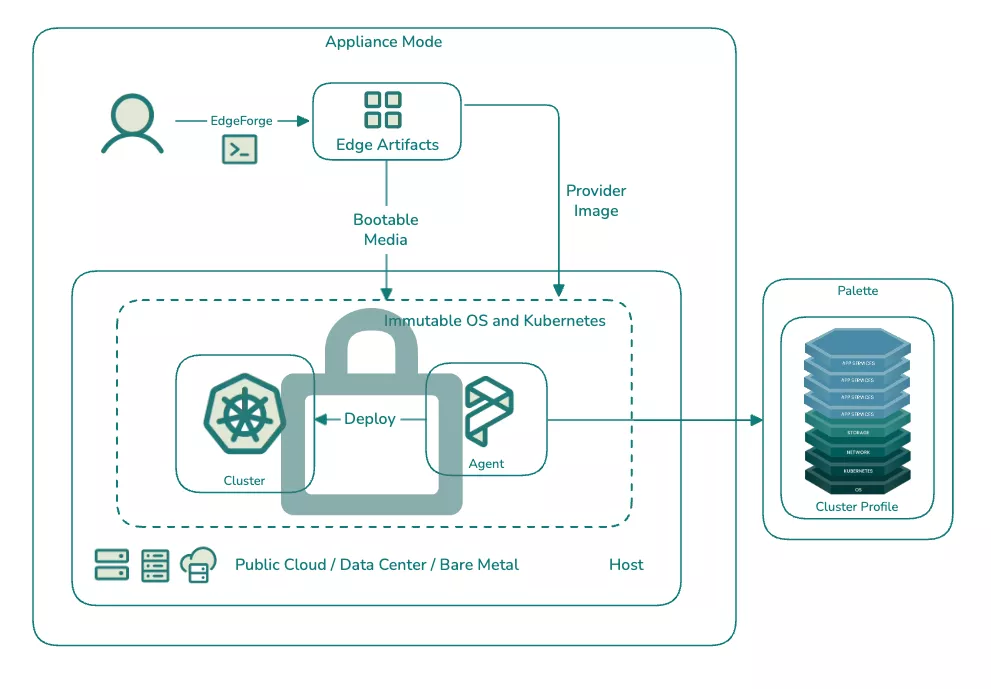 Appliance Mode
EdgeForge
Edge Artifacts
Provider
Image
Bootable
Media
Immutable OS and Kubernetes
Deploy
Cluster
Agent
Public Cloud / Data Center / Bare Metal
Host
Palette
APP SERVICES
APP SERVICES
APP SERVICES
APP SERVICES
STORAGE
NETWORK
KUBERNETES
OS
Cluster Profile